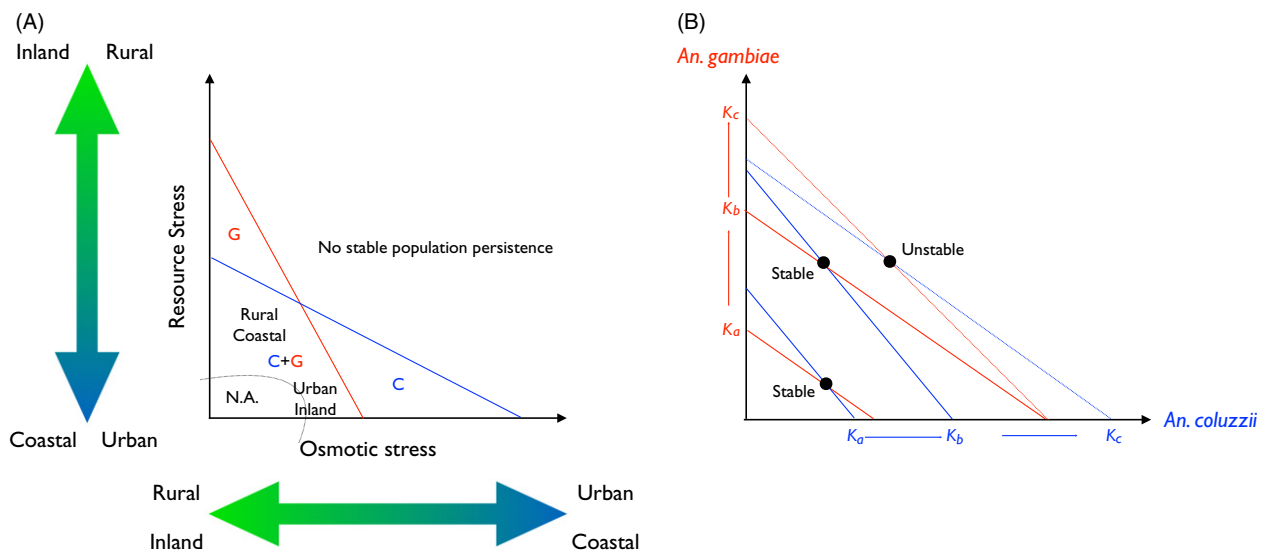 (A)
Inland Rural
Resource Stress
G
No stable population persistence
Rural
Coastal
C+G
C
N.A.
Urban
Inland
Coastal Urban
Osmotic stress
Rural
Urban
Inland
Coastal
(B)
An. gambiae
Kc
Kb
Unstable
Stable
Ka
Stable
An. coluzzii
Ka
Kb
Kc